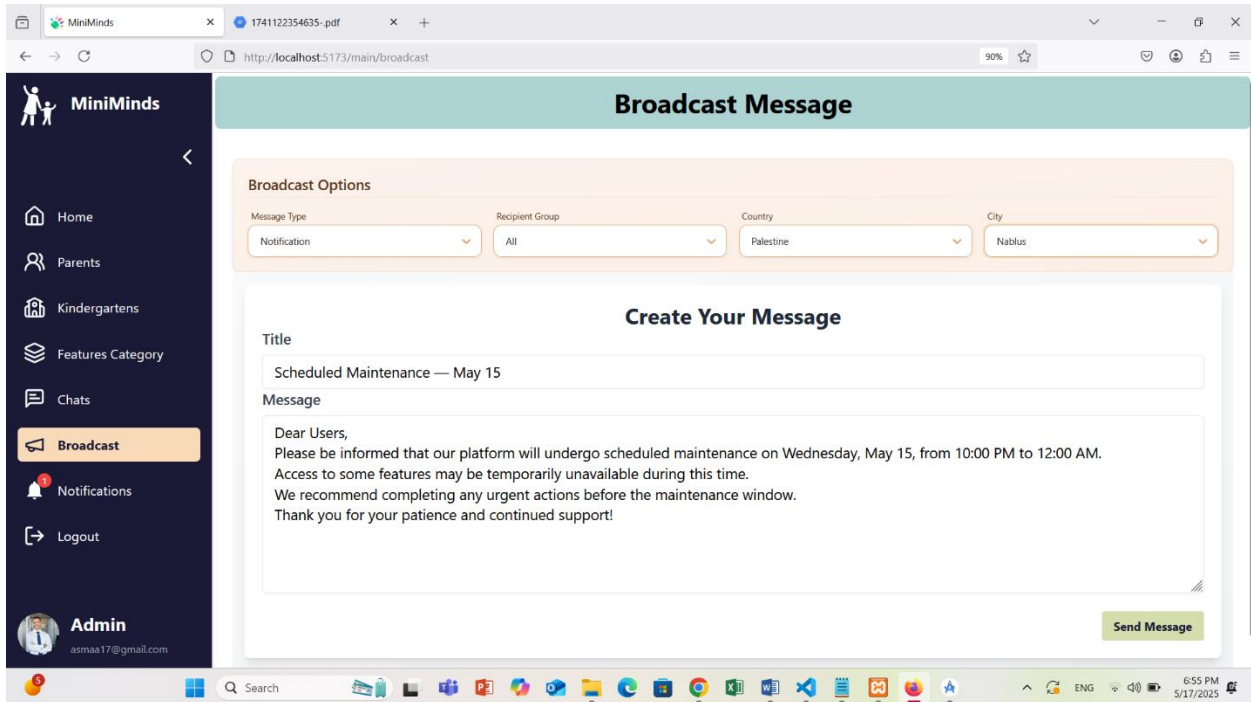 MiniMinds
1741122354635-.pdf
http://localhost:5173/main/broadcast
90%
MiniMinds
Broadcast Message
Broadcast Options
Message Type
Recipient Group
Country
City
Notification
All
Palestine
Nablus
Home
Parents
Kindergartens
Features Category
Chats
Broadcast
1
Notifications
Logout
Create Your Message
Title
Scheduled Maintenance — May 15
Message
Dear Users,
Please be informed that our platform will undergo scheduled maintenance on Wednesday, May 15, from 10:00 PM to 12:00 AM.
Access to some features may be temporarily unavailable during this time.
We recommend completing any urgent actions before the maintenance window.
Thank you for your patience and continued support!
Send Message
Admin
asmaa17@gmail.com
5
Search
ENG
6:55 PM
5/17/2025